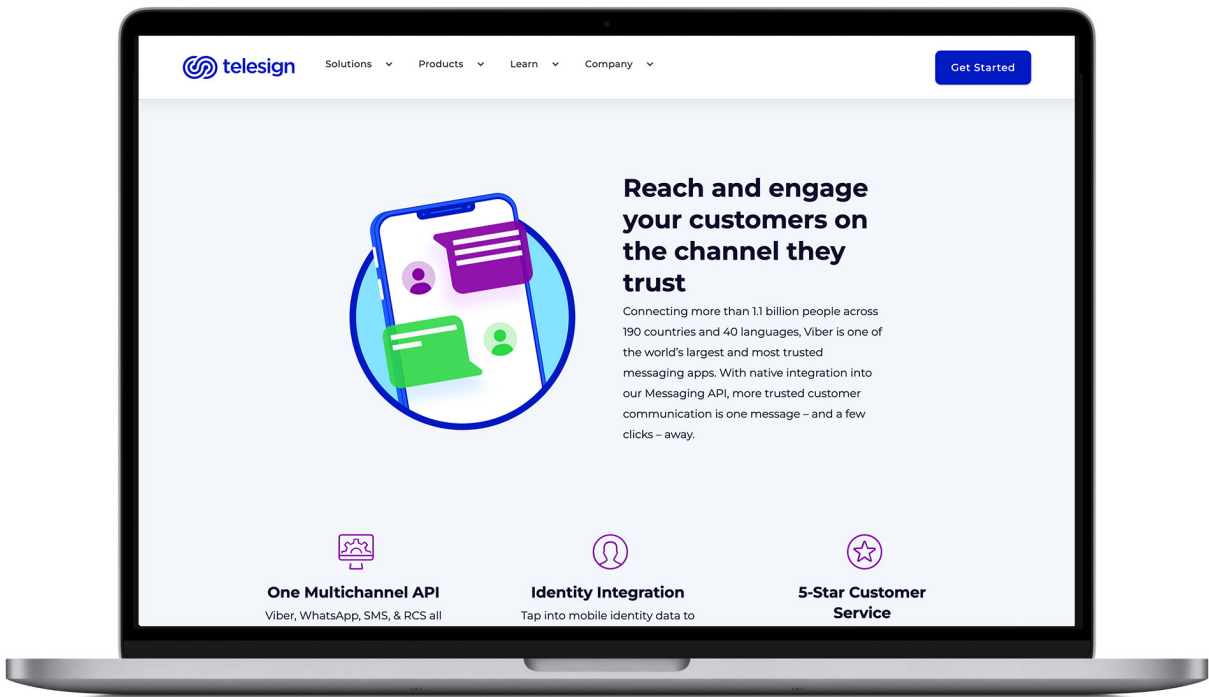 telesign
Solutions
Products
Learn
Company
Get Started
Reach and engage
your customers on
the channel they
trust
Connecting more than 1.1 billion people across
190 countries and 40 languages, Viber is one of
the world's largest and most trusted
messaging apps. With native integration into
our Messaging API, more trusted customer
communication is one message – and a few
clicks – away.
One Multichannel API
Viber, WhatsApp, SMS, & RCS all
Identity Integration
Tap into mobile identity data to
5-Star Customer
Service